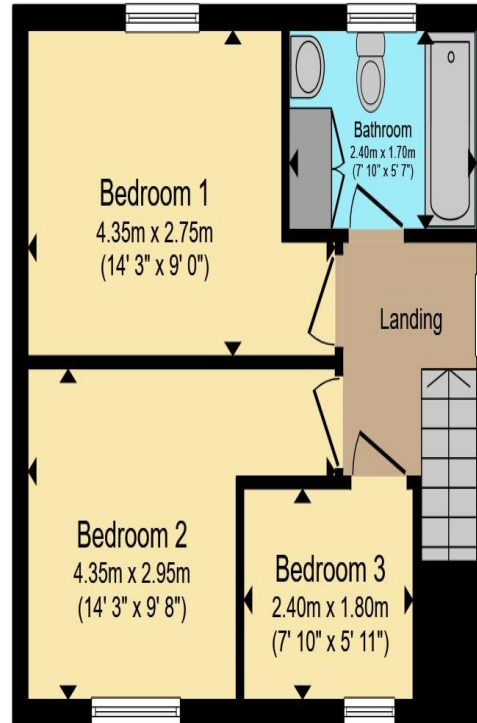 Bathroom
2.40m x 1.70m
(7' 10" x 5' 7")
Bedroom 1
4.35m x 2.75m
(14' 3" x 9' 0")
Landing
Bedroom 2
4.35m x 2.95m
(14' 3" x 9' 8")
Bedroom 3
2.40m x 1.80m
(7' 10" x 5' 11")